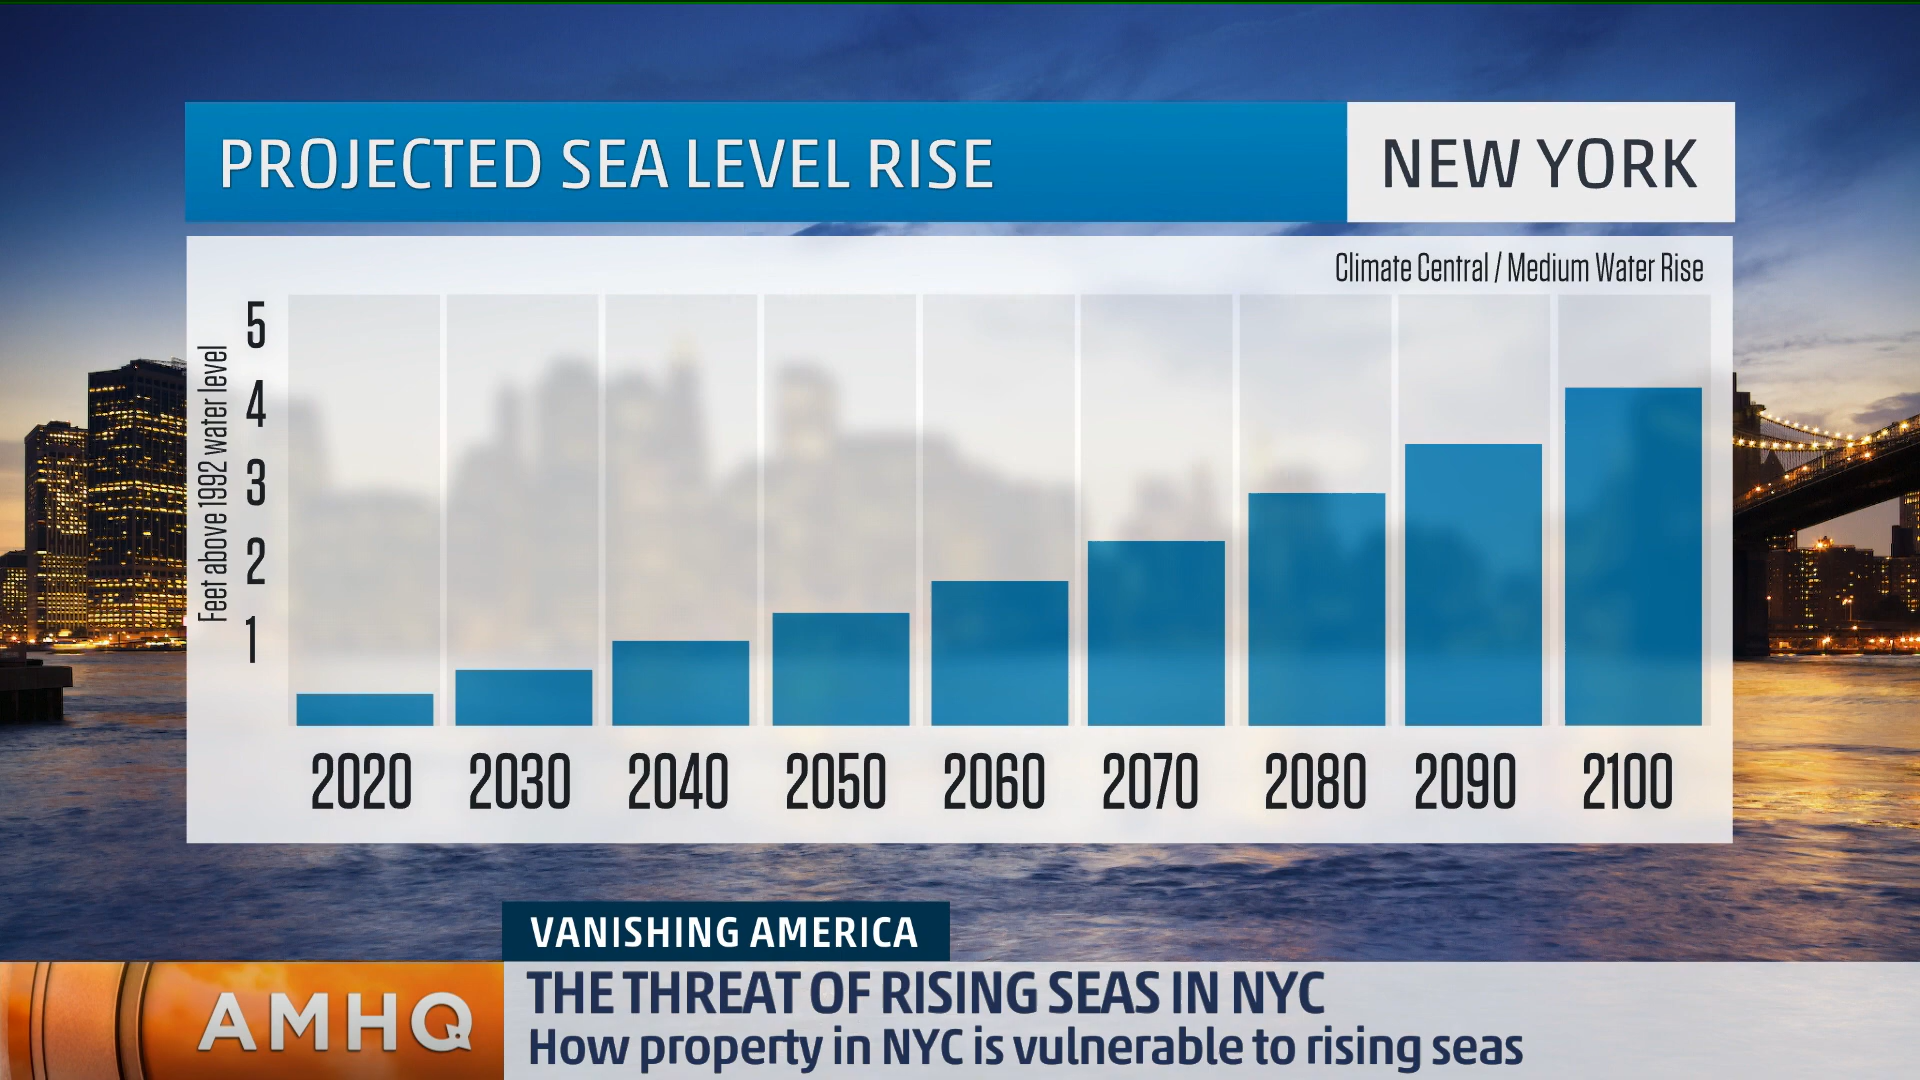 PROJECTED SEA LEVEL RISE
NEW YORK
Climate Central / Medium Water Rise
Feet above 1992 water level
5
4
3
2
1
2020 2030 2040 2050 2060 2070 2080 2090 2100
VANISHING AMERICA
AMHQ
THE THREAT OF RISING SEAS IN NYC
How property in NYC is vulnerable to rising seas